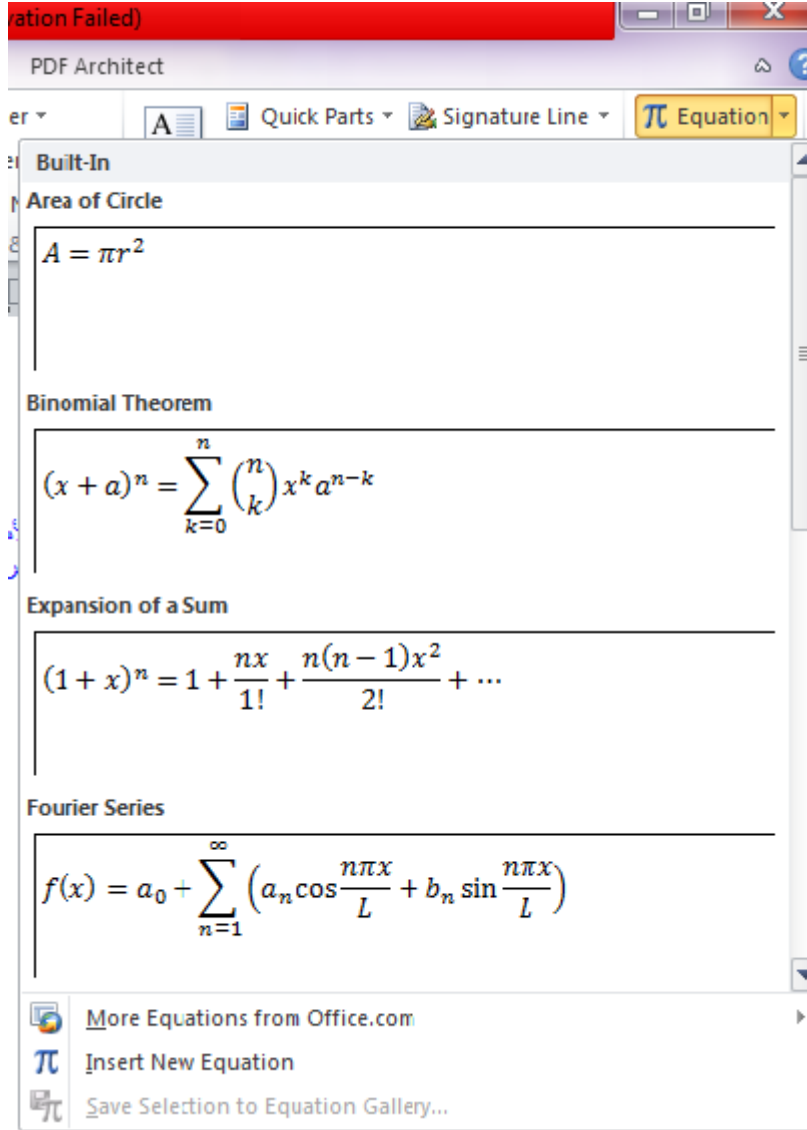 vation Failed)
PDF Architect
er
A
Quick Parts
Signature Line
π Equation
Built-In
Area of Circle
A = πr²
Binomial Theorem
(x + a)ⁿ = ∑ₖ₌₀ⁿ (n k) xᵏaⁿ⁻ᵏ
Expansion of a Sum
(1 + x)ⁿ = 1 + nx/1! + n(n − 1)x²/2! + ⋯
Fourier Series
f(x) = a₀ + ∑ₙ₌₁^∞ (aₙ cos nπx/L + bₙ sin nπx/L)
More Equations from Office.com
π Insert New Equation
Save Selection to Equation Gallery...